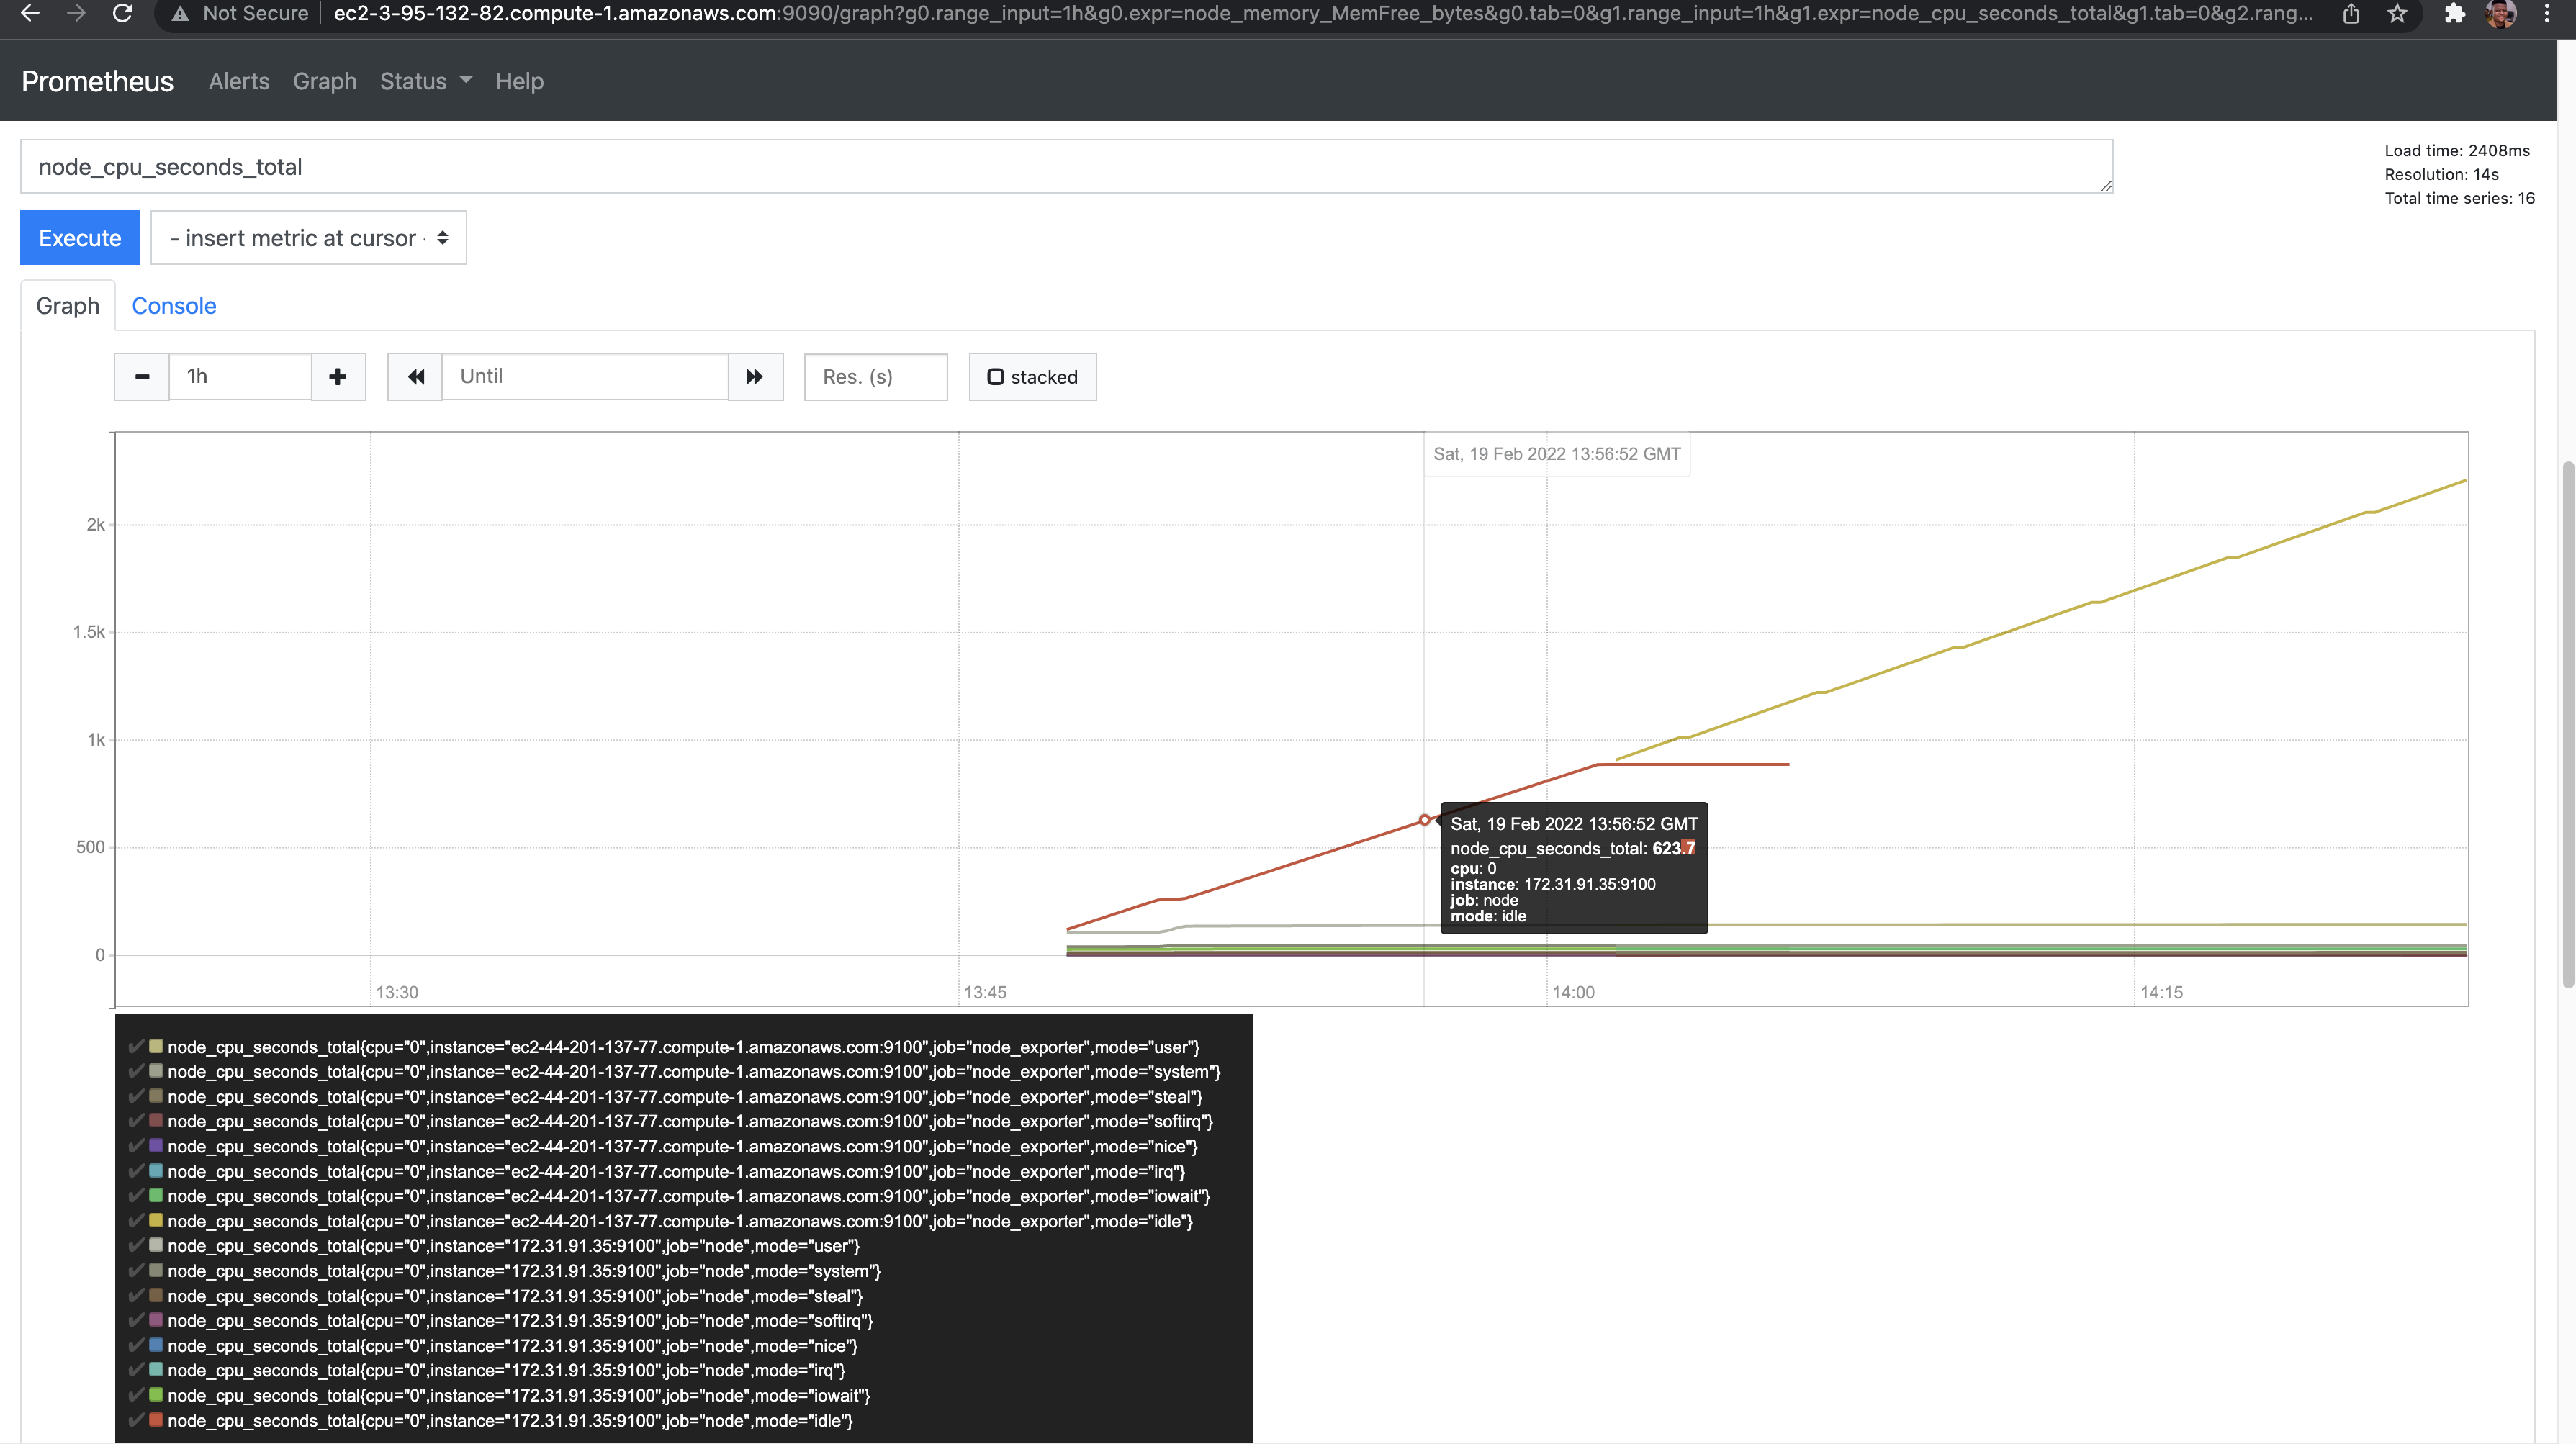 Not Secure | ec2-3-95-132-82.compute-1.amazonaws.com:9090/graph?g0.range_input=1h&g0.expr=node_memory_MemFree_bytes&g0.tab=0&g1.range_input=1h&g1.expr=node_cpu_seconds_total&g1.tab=0&g2.rang...
Prometheus Alerts Graph Status Help
node_cpu_seconds_total
Load time: 2408ms
Resolution: 14s
Total time series: 16
Execute - insert metric at cursor -
Graph Console
1h Until Res. (s) stacked
Sat, 19 Feb 2022 13:56:52 GMT
2k
1.5k
1k
500
0
Sat, 19 Feb 2022 13:56:52 GMT
node_cpu_seconds_total: 623.7
cpu: 0
instance: 172.31.91.35:9100
job: node
mode: idle
13:30 13:45 14:00 14:15
node_cpu_seconds_total{cpu="0",instance="ec2-44-201-137-77.compute-1.amazonaws.com:9100",job="node_exporter",mode="user"}
node_cpu_seconds_total{cpu="0",instance="ec2-44-201-137-77.compute-1.amazonaws.com:9100",job="node_exporter",mode="system"}
node_cpu_seconds_total{cpu="0",instance="ec2-44-201-137-77.compute-1.amazonaws.com:9100",job="node_exporter",mode="steal"}
node_cpu_seconds_total{cpu="0",instance="ec2-44-201-137-77.compute-1.amazonaws.com:9100",job="node_exporter",mode="softirq"}
node_cpu_seconds_total{cpu="0",instance="ec2-44-201-137-77.compute-1.amazonaws.com:9100",job="node_exporter",mode="nice"}
node_cpu_seconds_total{cpu="0",instance="ec2-44-201-137-77.compute-1.amazonaws.com:9100",job="node_exporter",mode="irq"}
node_cpu_seconds_total{cpu="0",instance="ec2-44-201-137-77.compute-1.amazonaws.com:9100",job="node_exporter",mode="iowait"}
node_cpu_seconds_total{cpu="0",instance="ec2-44-201-137-77.compute-1.amazonaws.com:9100",job="node_exporter",mode="idle"}
node_cpu_seconds_total{cpu="0",instance="172.31.91.35:9100",job="node",mode="user"}
node_cpu_seconds_total{cpu="0",instance="172.31.91.35:9100",job="node",mode="system"}
node_cpu_seconds_total{cpu="0",instance="172.31.91.35:9100",job="node",mode="steal"}
node_cpu_seconds_total{cpu="0",instance="172.31.91.35:9100",job="node",mode="softirq"}
node_cpu_seconds_total{cpu="0",instance="172.31.91.35:9100",job="node",mode="nice"}
node_cpu_seconds_total{cpu="0",instance="172.31.91.35:9100",job="node",mode="irq"}
node_cpu_seconds_total{cpu="0",instance="172.31.91.35:9100",job="node",mode="iowait"}
node_cpu_seconds_total{cpu="0",instance="172.31.91.35:9100",job="node",mode="idle"}